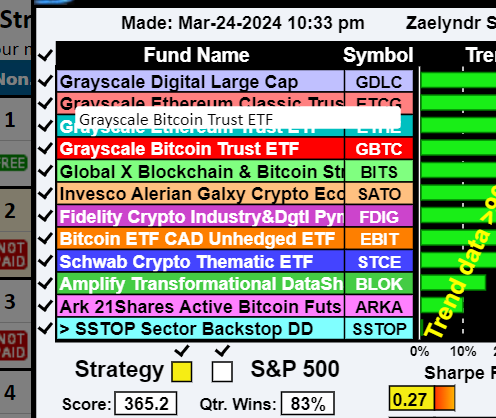 Str
Made: Mar-24-2024 10:33 pm
Zaelyndr S
Fund Name Symbol Tren
our n
Non
Grayscale Digital Large Cap GDLC
Grayscale Ethereum Classic Trus ETCG
Grayscale Bitcoin Trust ETF
1
Grayscale Ethereum Trust ETF ETHE
Grayscale Bitcoin Trust ETF GBTC
FREE
Global X Blockchain & Bitcoin Str BITS
Invesco Alerian Galxy Crypto Eco SATO
2
Fidelity Crypto Industry&Dgtl Pym FDIG
Bitcoin ETF CAD Unhedged ETF EBIT
NOT
PAID
Schwab Crypto Thematic ETF STCE
Amplify Transformational DataSh BLOK
3
Ark 21Shares Active Bitcoin Futs ARKA
> SSTOP Sector Backstop DD SSTOP
NOT
PAID
Trend data >
0% 10% 2
Strategy S&P 500
Sharpe R
4
Score: 365.2 Qtr. Wins: 83%
0.27